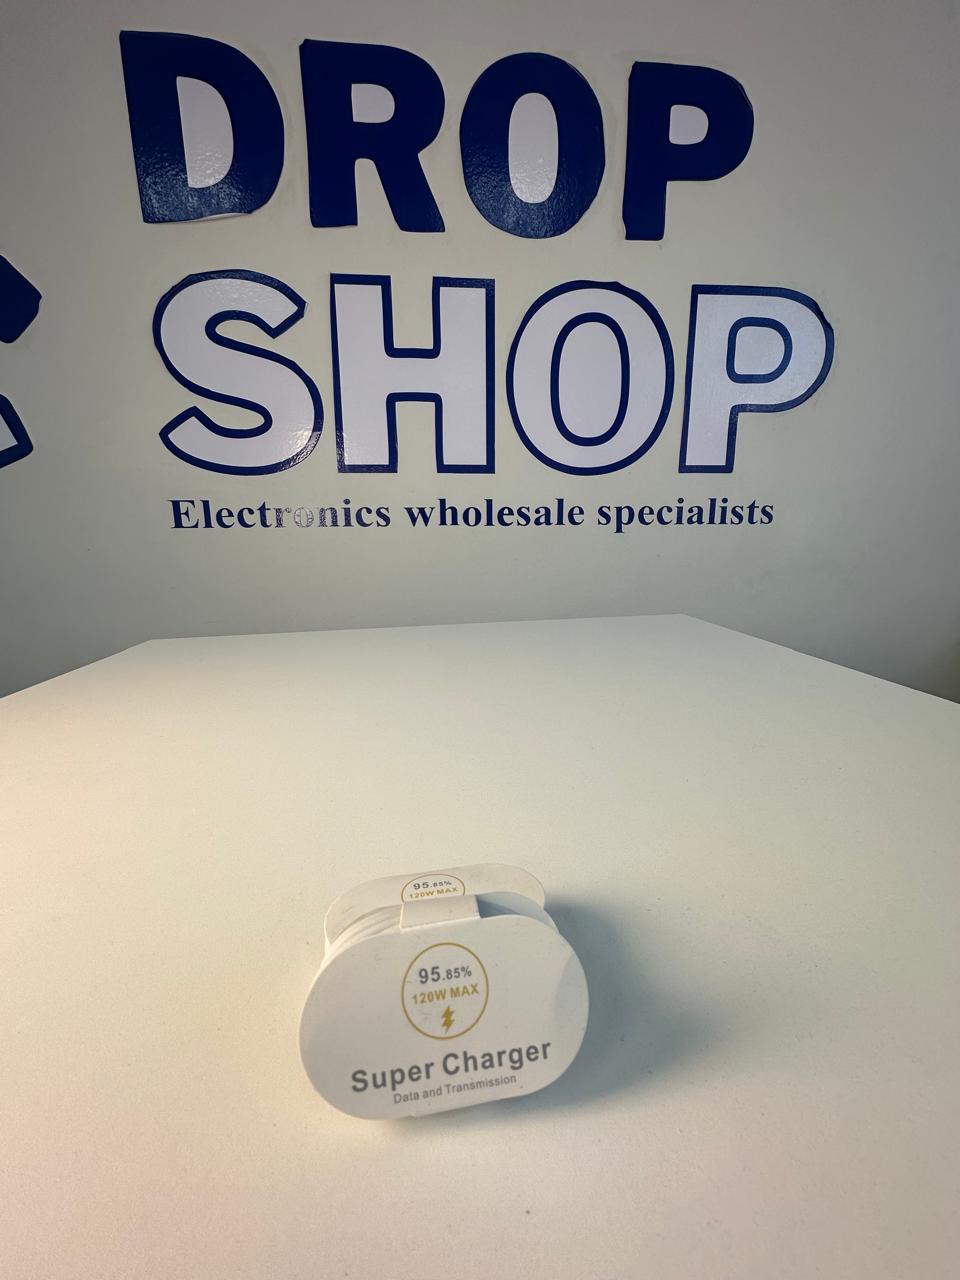 DROP
SHOP
Electronics wholesale specialists
95.85%
120W MAX
95.85%
120W MAX
Super Charger
Data and Transmission